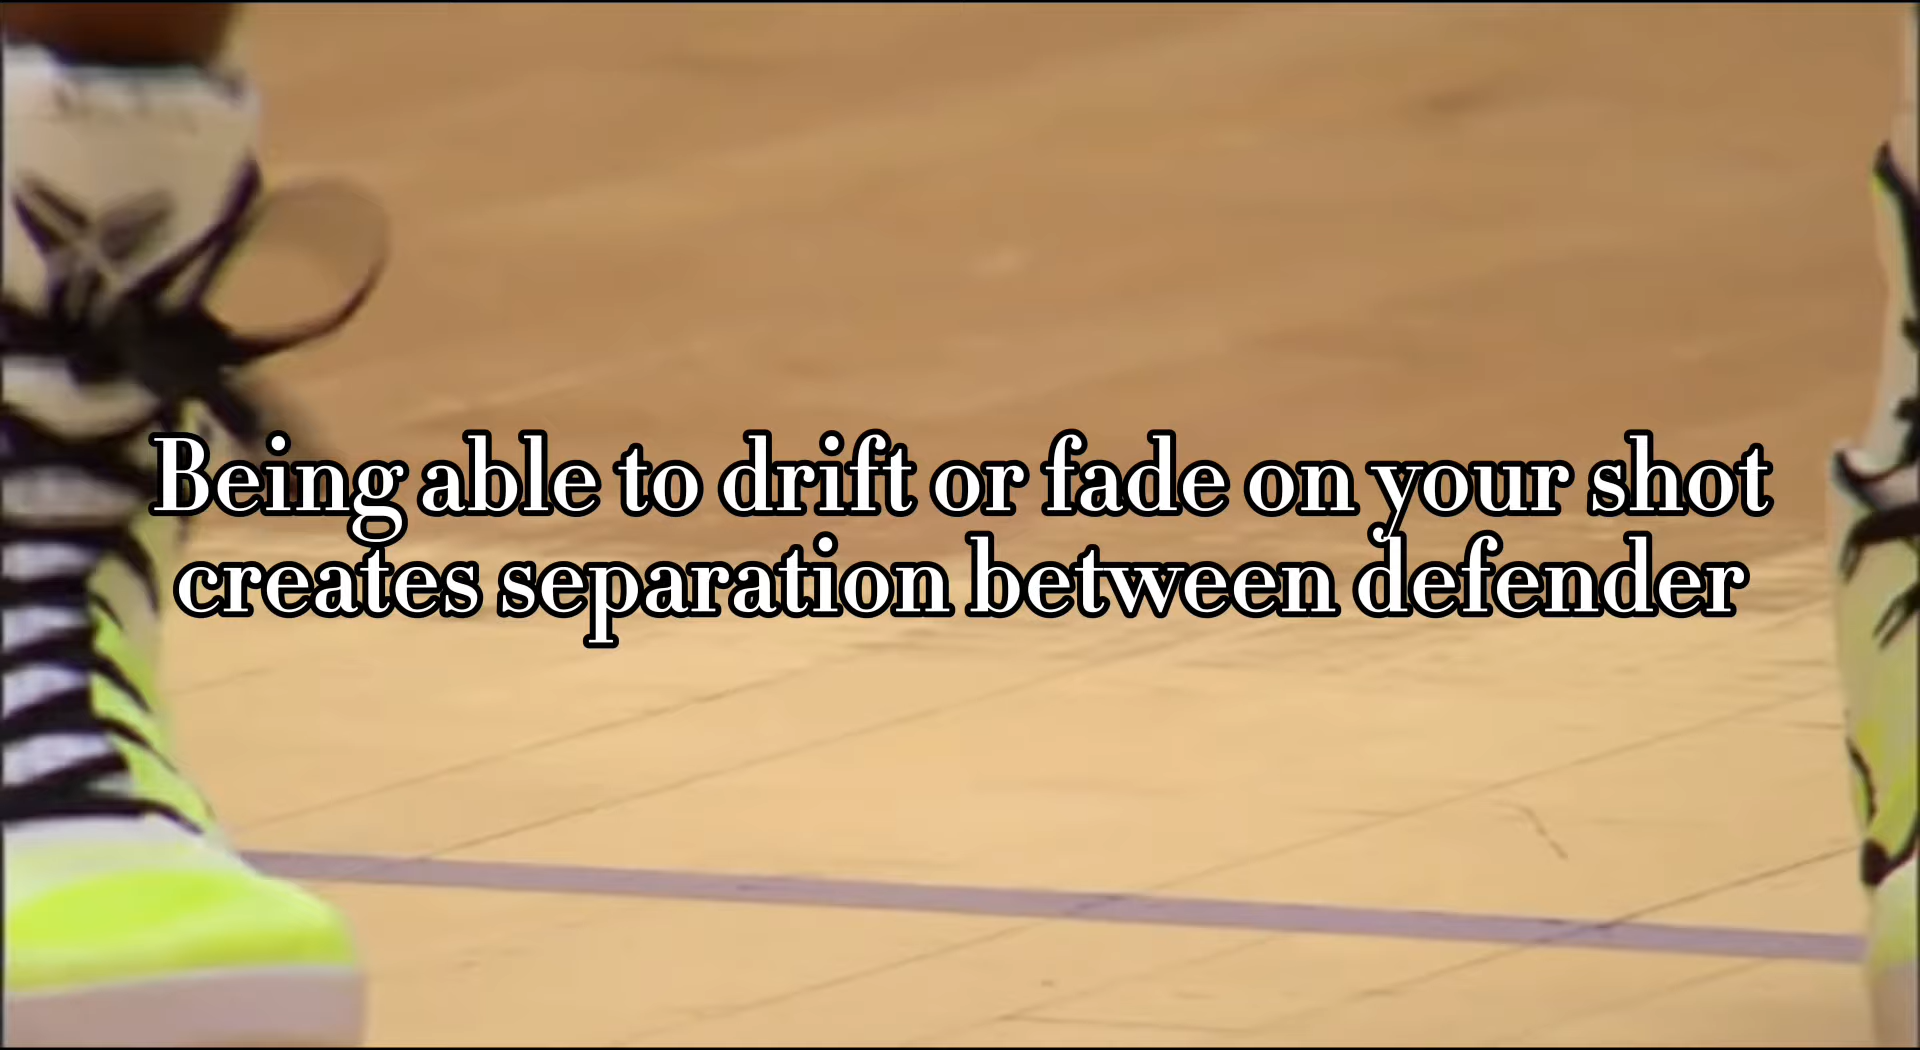 Being able to drift or fade on your shot
creates separation between defender